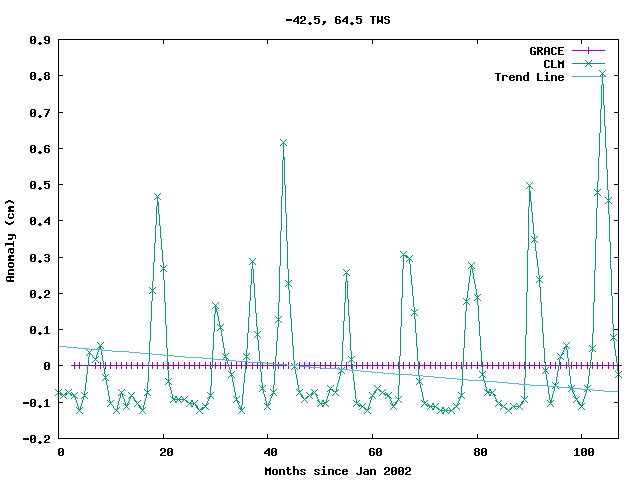 -42.5, 64.5 TWS
GRACE
CLM
Trend Line
Anomaly (cm)
0.9
0.8
0.7
0.6
0.5
0.4
0.3
0.2
0.1
0
-0.1
-0.2
0 20 40 60 80 100
Months since Jan 2002